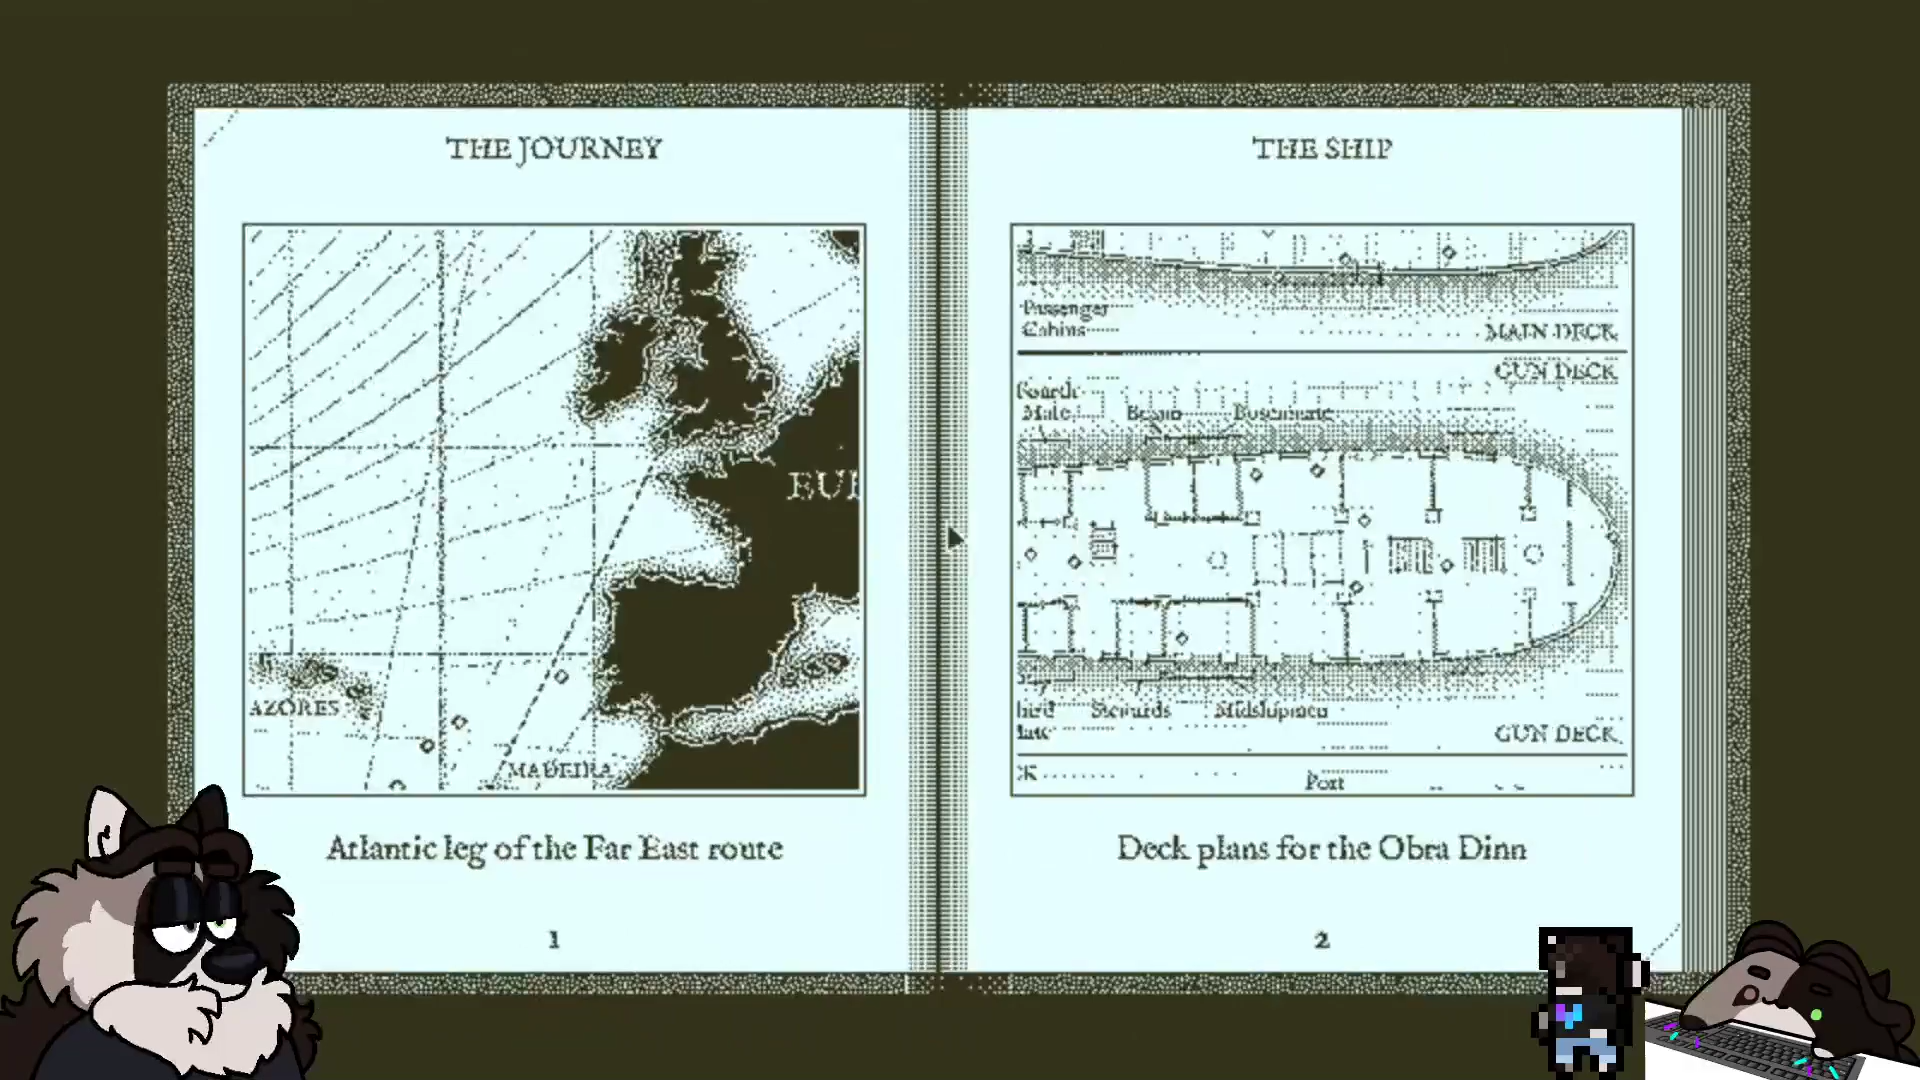 THE JOURNEY
EUR
AZORES
MADEIRA
Atlantic leg of the Far East route
1
THE SHIP
Passenger
Cabins
MAIN DECK
GUN DECK
Fourth
Mate
Bosun
Stewards
Midshipmen
GUN DECK
Port
Deck plans for the Obra Dinn
2